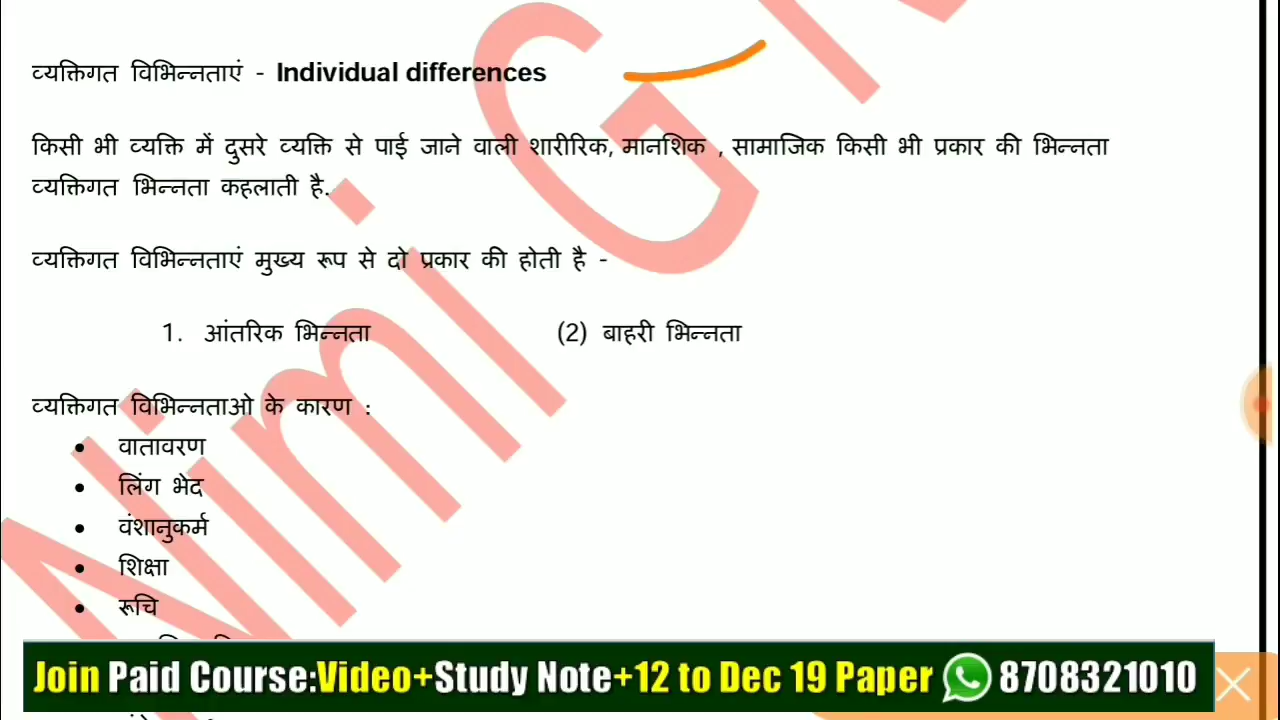 व्यक्तिगत विभिन्नताएं - Individual differences
किसी भी व्यक्ति में दुसरे व्यक्ति से पाई जाने वाली शारीरिक, मानशिक , सामाजिक किसी भी प्रकार की भिन्नता
व्यक्तिगत भिन्नता कहलाती है.
व्यक्तिगत विभिन्नताएं मुख्य रूप से दो प्रकार की होती है -
1. आंतरिक भिन्नता (2) बाहरी भिन्नता
व्यक्तिगत विभिन्नताओ के कारण :
• वातावरण
• लिंग भेद
• वंशानुकर्म
• शिक्षा
• रूचि
Join Paid Course:Video+Study Note+12 to Dec 19 Paper 8708321010
Nimi G